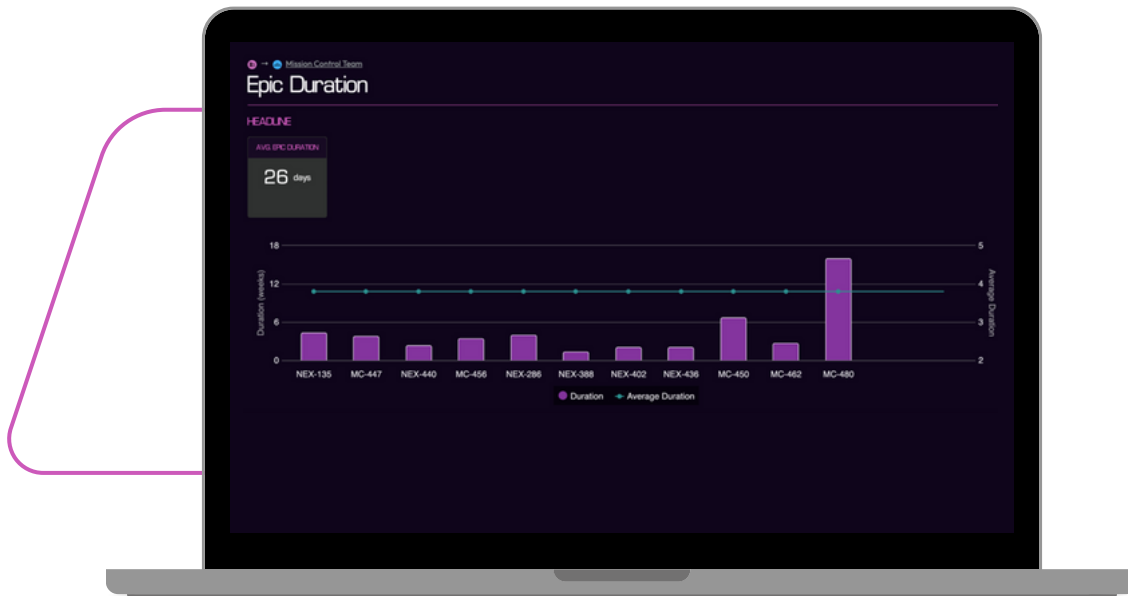 → Mission Control Team
Epic Duration
HEADLINE
AVG. EPIC DURATION
26 days
18
12
6
0
Duration (weeks)
5
4
3
2
Average Duration
NEX-135 MC-447 NEX-440 MC-456 NEX-286 NEX-388 NEX-402 NEX-436 MC-450 MC-462 MC-480
Duration Average Duration